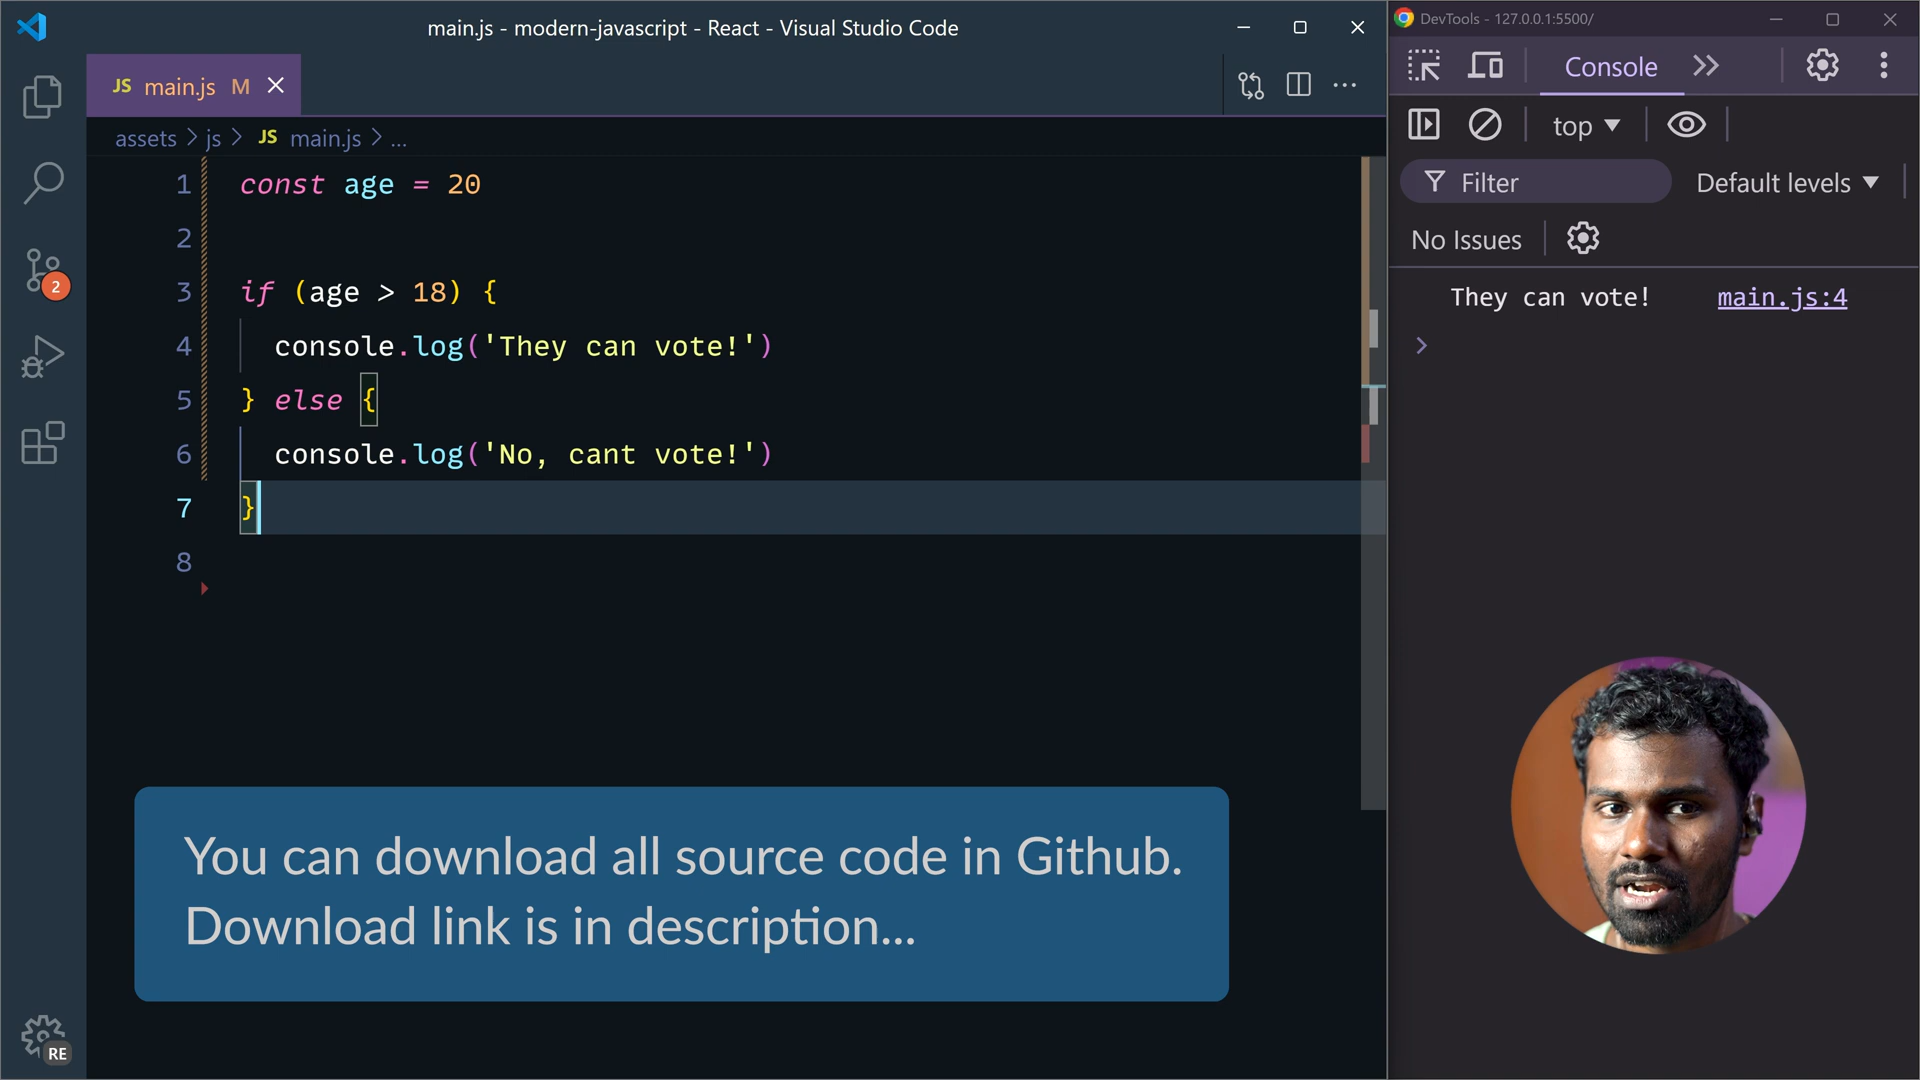 main.js - modern-javascript - React - Visual Studio Code
JS main.js M
assets > js > JS main.js > ...
1 const age = 20
2
3 if (age > 18) {
4 console.log('They can vote!')
5 } else {
6 console.log('No, cant vote!')
7 }
8
2
RE
You can download all source code in Github.
Download link is in description...
DevTools - 127.0.0.1:5500/
Console
top
Filter
Default levels
No Issues
They can vote! main.js:4